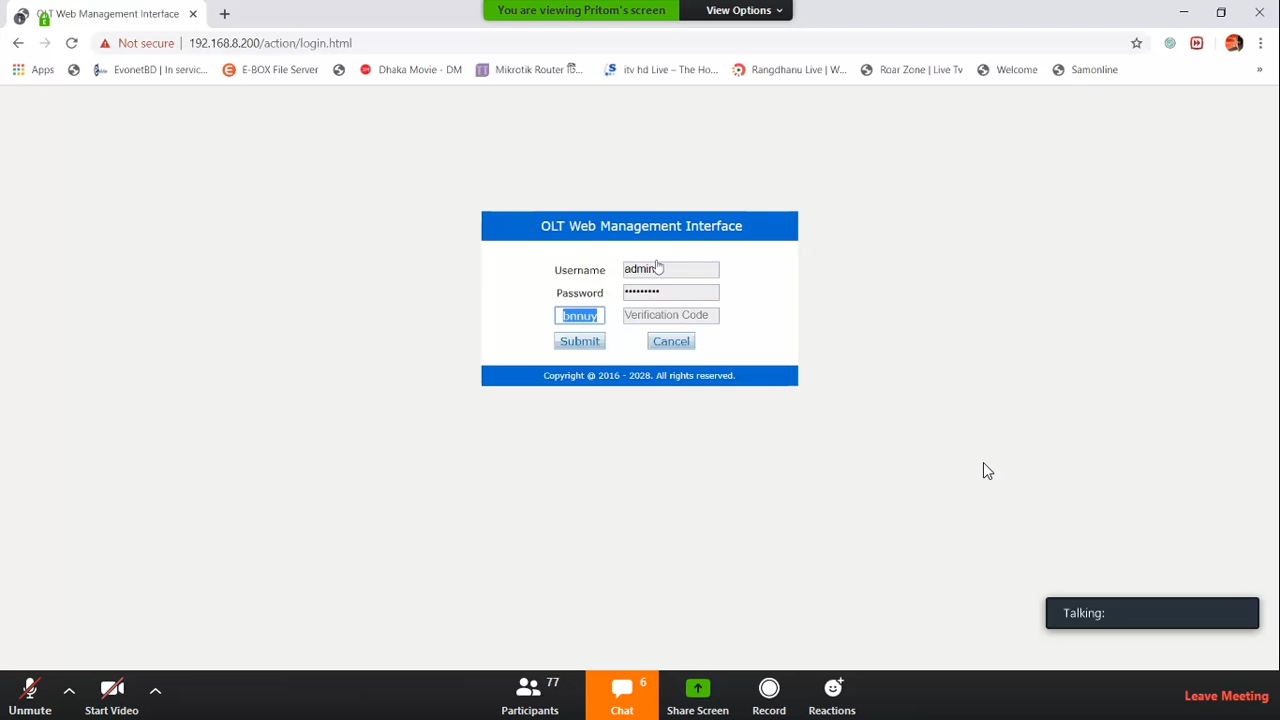 OLT Web Management Interface
You are viewing Pritom's screen View Options
Not secure 192.168.8.200/action/login.html
Apps EvonetBD | In servic... E-BOX File Server Dhaka Movie - DM Mikrotik Router itv hd Live – The Ho... Rangdhanu Live | W... Roar Zone | Live Tv Welcome Samonline »
OLT Web Management Interface
Username admin
Password •••••••••
bnnuy Verification Code
Submit Cancel
Copyright @ 2016 - 2028. All rights reserved.
Talking:
77 6
Unmute Start Video Participants Chat Share Screen Record Reactions Leave Meeting